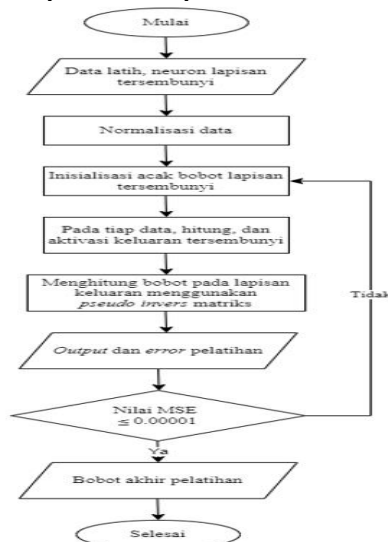 Mulai
Data latih, neuron lapisan
tersembunyi
Normalisasi data
Inisialisasi acak bobot lapisan
tersembunyi
Pada tiap data, hitung, dan
aktivasi keluaran tersembunyi
Menghitung bobot pada lapisan
keluaran menggunakan
pseudo invers matriks
Tidak
Output dan error pelatihan
Nilai MSE
≤ 0.00001
Ya
Bobot akhir pelatihan
Selesai